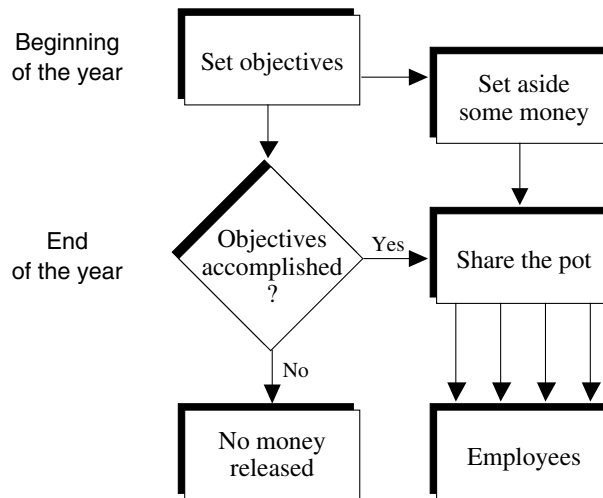 Beginning
of the year
Set objectives
Set aside
some money
End
of the year
Objectives
accomplished
?
Yes
Share the pot
No
No money
released
Employees